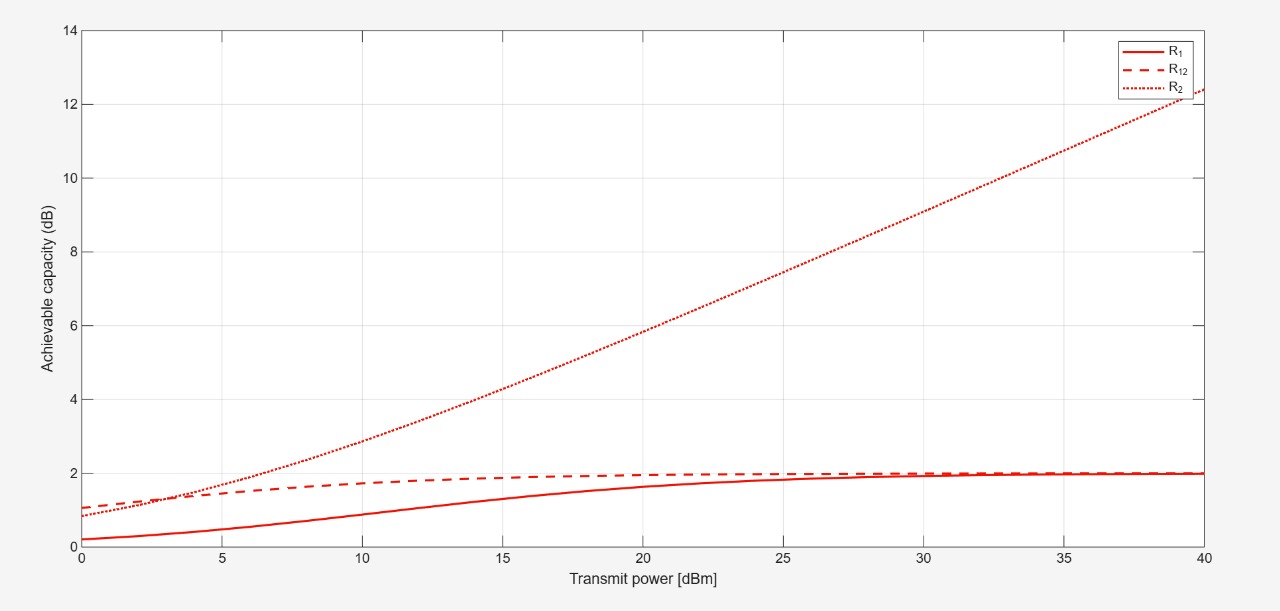 14
12
10
8
6
4
2
0
Achievable capacity (dB)
R₁
R₁₂
R₂
0 5 10 15 20 25 30 35 40
Transmit power [dBm]